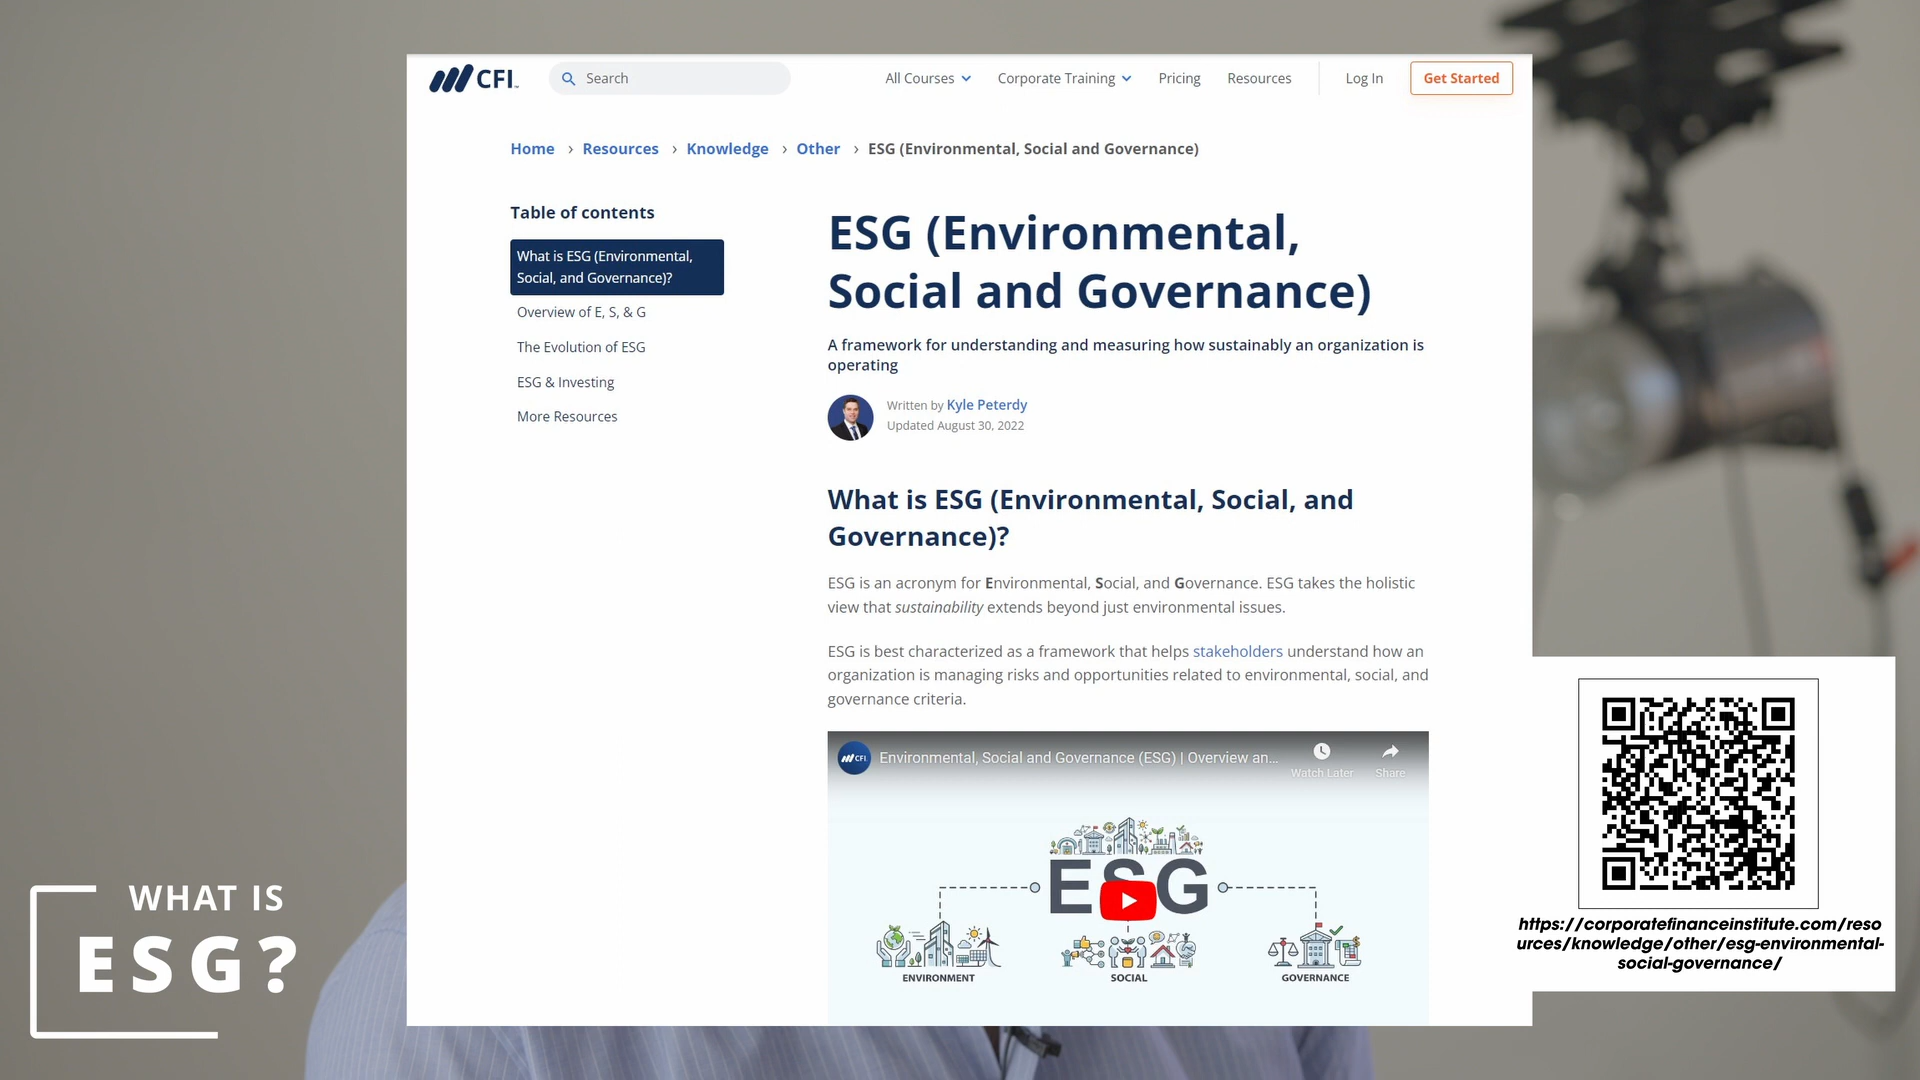 CFI
Search
All Courses
Corporate Training
Pricing
Resources
Log In
Get Started
Home › Resources › Knowledge › Other › ESG (Environmental, Social and Governance)
Table of contents
What is ESG (Environmental,
Social, and Governance)?
Overview of E, S, & G
The Evolution of ESG
ESG & Investing
More Resources
ESG (Environmental,
Social and Governance)
A framework for understanding and measuring how sustainably an organization is
operating
Written by Kyle Peterdy
Updated August 30, 2022
What is ESG (Environmental, Social, and
Governance)?
ESG is an acronym for Environmental, Social, and Governance. ESG takes the holistic
view that sustainability extends beyond just environmental issues.
ESG is best characterized as a framework that helps stakeholders understand how an
organization is managing risks and opportunities related to environmental, social, and
governance criteria.
CFI
Environmental, Social and Governance (ESG) | Overview an...
Watch Later
Share
ESG
ENVIRONMENT
SOCIAL
GOVERNANCE
WHAT IS
ESG?
https://corporatefinanceinstitute.com/reso
urces/knowledge/other/esg-environmental-
social-governance/